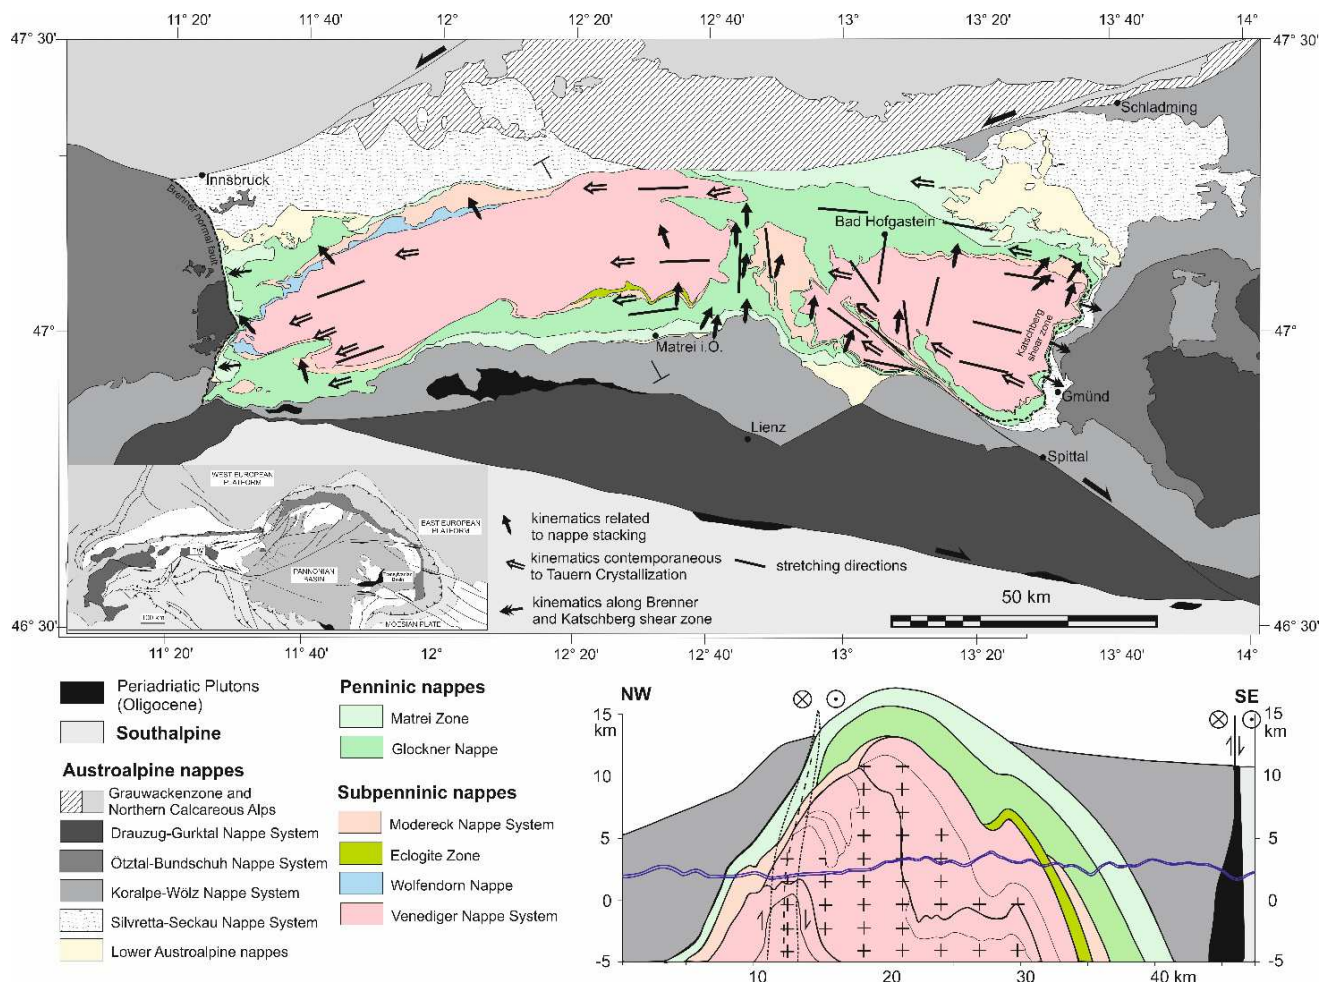 11° 20' 11° 40' 12° 12° 20' 12° 40' 13° 13° 20' 13° 40' 14°
47° 30' 47° 30'
Schladming
Innsbruck
Brenner normal fault
Bad Hofgastein
47° 47°
Katschberg
shear zone
Matrei i.O.
Gmünd
Lienz
Spittal
WEST EUROPEAN
PLATFORM
EAST EUROPEAN
PLATFORM
PANNONIAN
BASIN
MOESIAN PLATE
100 km
kinematics related
to nappe stacking
kinematics contemporaneous
to Tauern Crystallization
stretching directions
kinematics along Brenner
and Katschberg shear zone
50 km
46° 30' 46° 30'
11° 20' 11° 40' 12° 12° 20' 12° 40' 13° 13° 20' 13° 40' 14°
Periadriatic Plutons
(Oligocene)
Southalpine
Austroalpine nappes
Grauwackenzone and
Northern Calcareous Alps
Drauzug-Gurktal Nappe System
Ötztal-Bundschuh Nappe System
Koralpe-Wölz Nappe System
Silvretta-Seckau Nappe System
Lower Austroalpine nappes
Penninic nappes
Matrei Zone
Glockner Nappe
Subpenninic nappes
Modereck Nappe System
Eclogite Zone
Wolfendorn Nappe
Venediger Nappe System
NW SE
15 15
km km
10 10
5 5
0 0
-5 -5
10 20 30 40 km